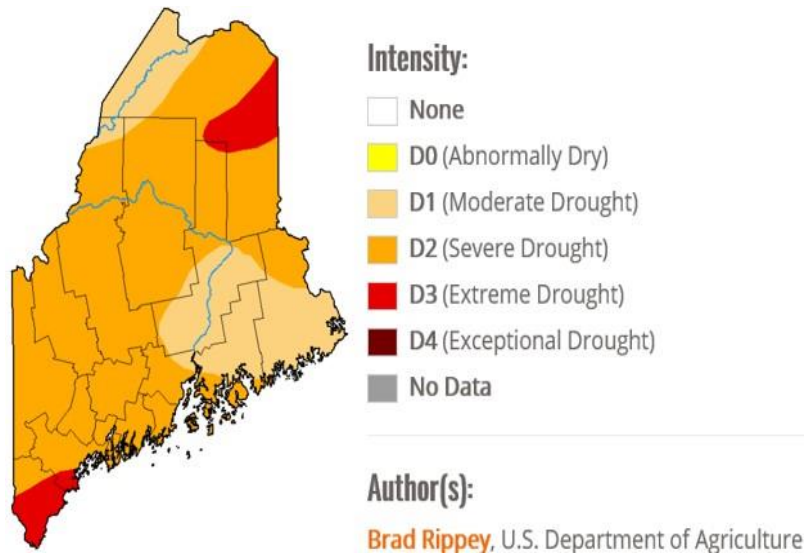 Intensity:
None
D0 (Abnormally Dry)
D1 (Moderate Drought)
D2 (Severe Drought)
D3 (Extreme Drought)
D4 (Exceptional Drought)
No Data
Author(s):
Brad Rippey, U.S. Department of Agriculture